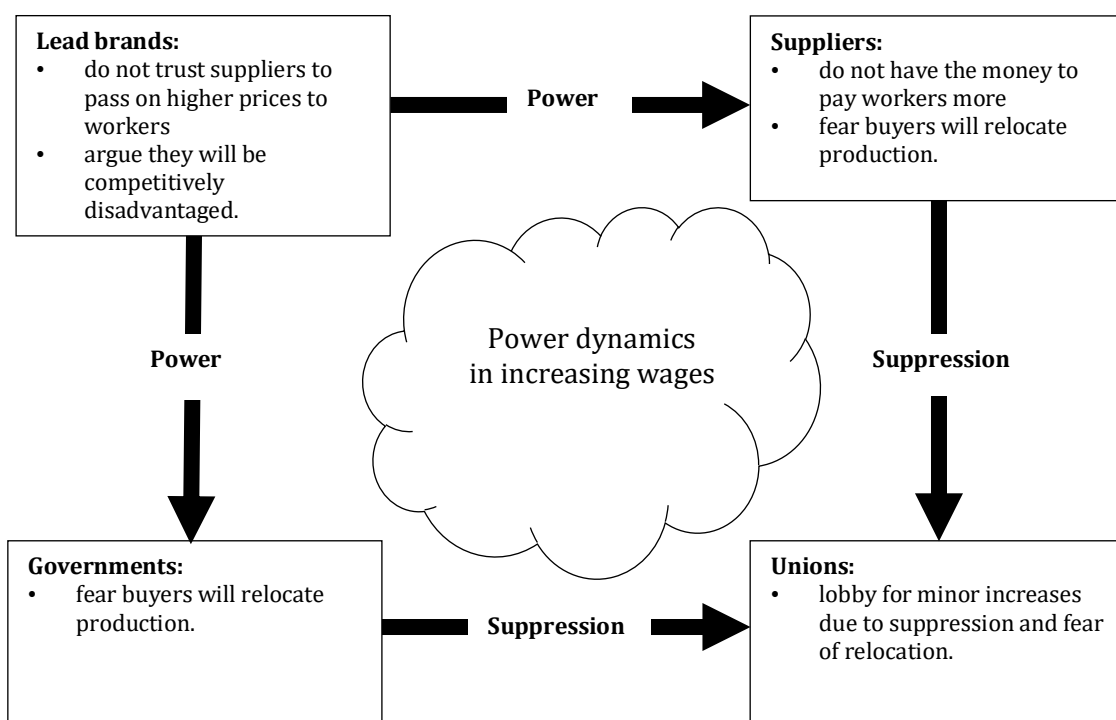 Lead brands:
• do not trust suppliers to
pass on higher prices to
workers
• argue they will be
competitively
disadvantaged.
Power
Suppliers:
• do not have the money to
pay workers more
• fear buyers will relocate
production.
Power dynamics
in increasing wages
Power
Suppression
Governments:
• fear buyers will relocate
production.
Suppression
Unions:
• lobby for minor increases
due to suppression and fear
of relocation.